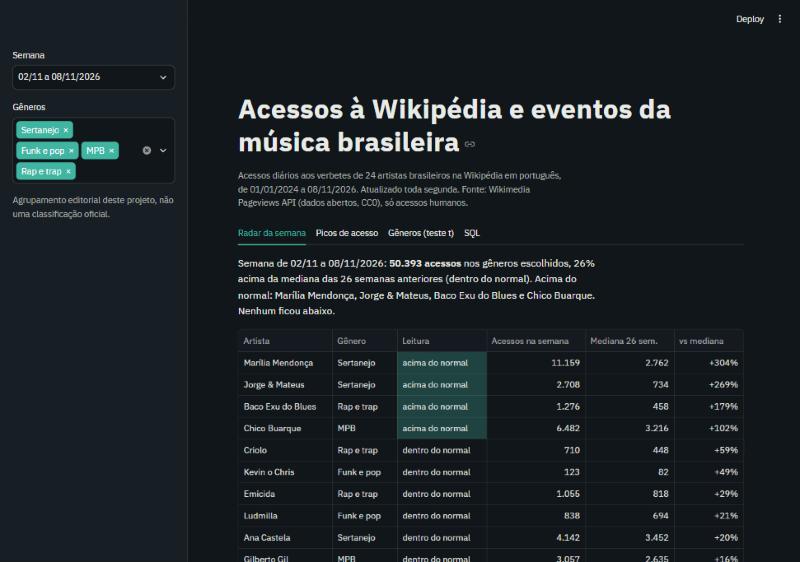 Deploy
Semana
02/11 a 08/11/2026
Gêneros
Sertanejo ×
Funk e pop × MPB ×
Rap e trap ×
Agrupamento editorial deste projeto, não
uma classificação oficial.
Acessos à Wikipédia e eventos da
música brasileira
Acessos diários aos verbetes de 24 artistas brasileiros na Wikipédia em português,
de 01/01/2024 a 08/11/2026. Atualizado toda segunda. Fonte: Wikimedia
Pageviews API (dados abertos, CC0), só acessos humanos.
Radar da semana Picos de acesso Gêneros (teste t) SQL
Semana de 02/11 a 08/11/2026: 50.393 acessos nos gêneros escolhidos, 26%
acima da mediana das 26 semanas anteriores (dentro do normal). Acima do
normal: Marília Mendonça, Jorge & Mateus, Baco Exu do Blues e Chico Buarque.
Nenhum ficou abaixo.
Artista Gênero Leitura Acessos na semana Mediana 26 sem. vs mediana
Marília Mendonça Sertanejo acima do normal 11.159 2.762 +304%
Jorge & Mateus Sertanejo acima do normal 2.708 734 +269%
Baco Exu do Blues Rap e trap acima do normal 1.276 458 +179%
Chico Buarque MPB acima do normal 6.482 3.216 +102%
Criolo Rap e trap dentro do normal 710 448 +59%
Kevin o Chris Funk e pop dentro do normal 123 82 +49%
Emicida Rap e trap dentro do normal 1.055 818 +29%
Ludmilla Funk e pop dentro do normal 838 694 +21%
Ana Castela Sertanejo dentro do normal 4.142 3.452 +20%
Gilberto Gil MPB dentro do normal 3.057 2.635 +16%